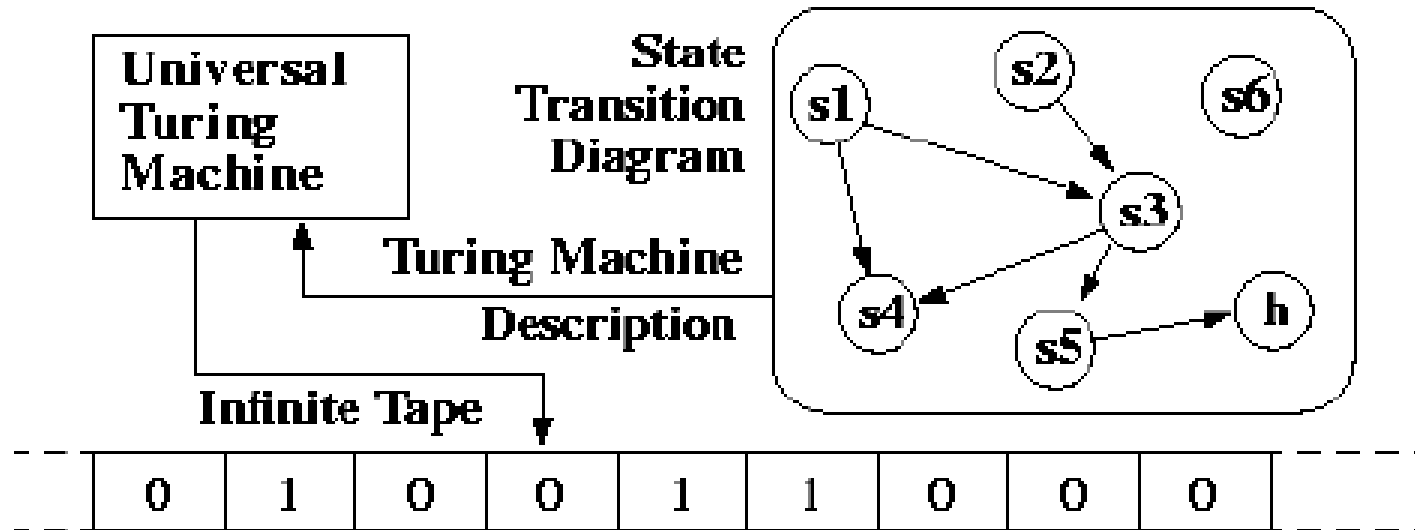 Universal
Turing
Machine
State
Transition
Diagram
s1
s2
s6
s3
s4
s5
h
Turing Machine
Description
Infinite Tape
0 1 0 0 1 1 0 0 0